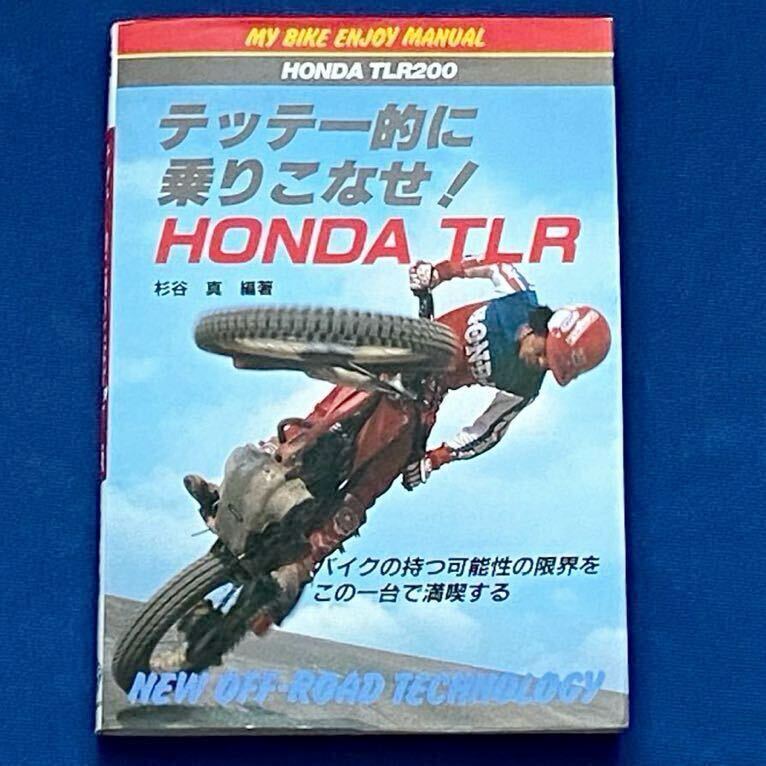 MY BIKE ENJOY MANUAL
HONDA TLR200
テッテー的に
乗りこなせ！
HONDA TLR
杉谷 真 編著
HONDA
バイクの持つ可能性の限界を
この一台で満喫する
NEW OFF-ROAD TECHNOLOGY